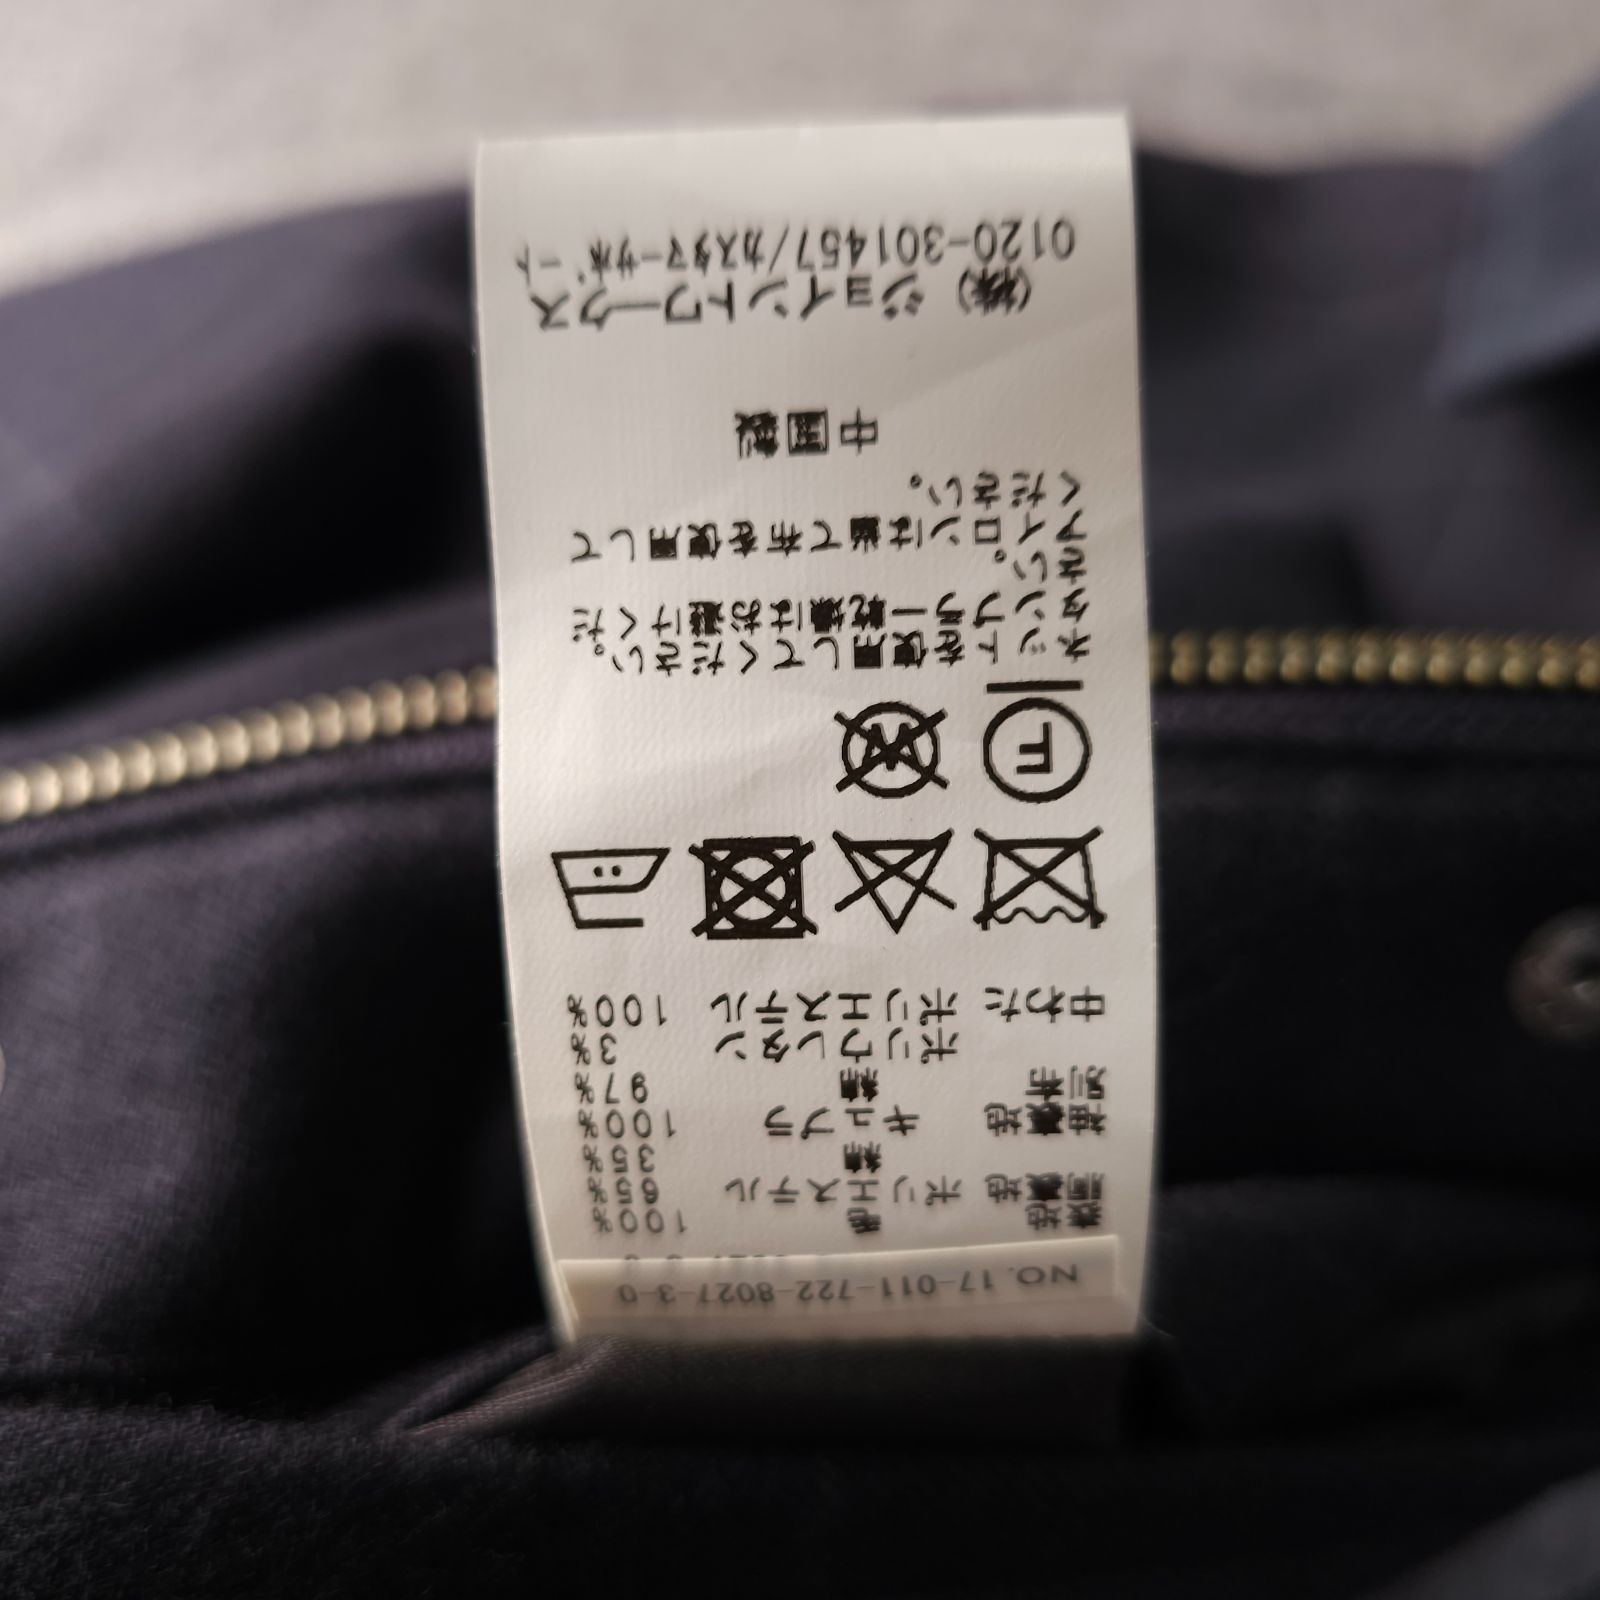 NO. 17-011-722-8027-3-0
表地 毛 100%
胴裏地 ポリエステル 65%
綿 35%
袖裏地 キュプラ 100%
別布 綿 97%
ポリウレタン 3%
中わた ポリエステル 100%
F
W
ネットを使用してください。
タンブラー乾燥はお避けくだ
さい。
アイロンは当て布を使用して
ください。
中国製
(株) ジョイントワークス
0120-301457/カスタマーサポート